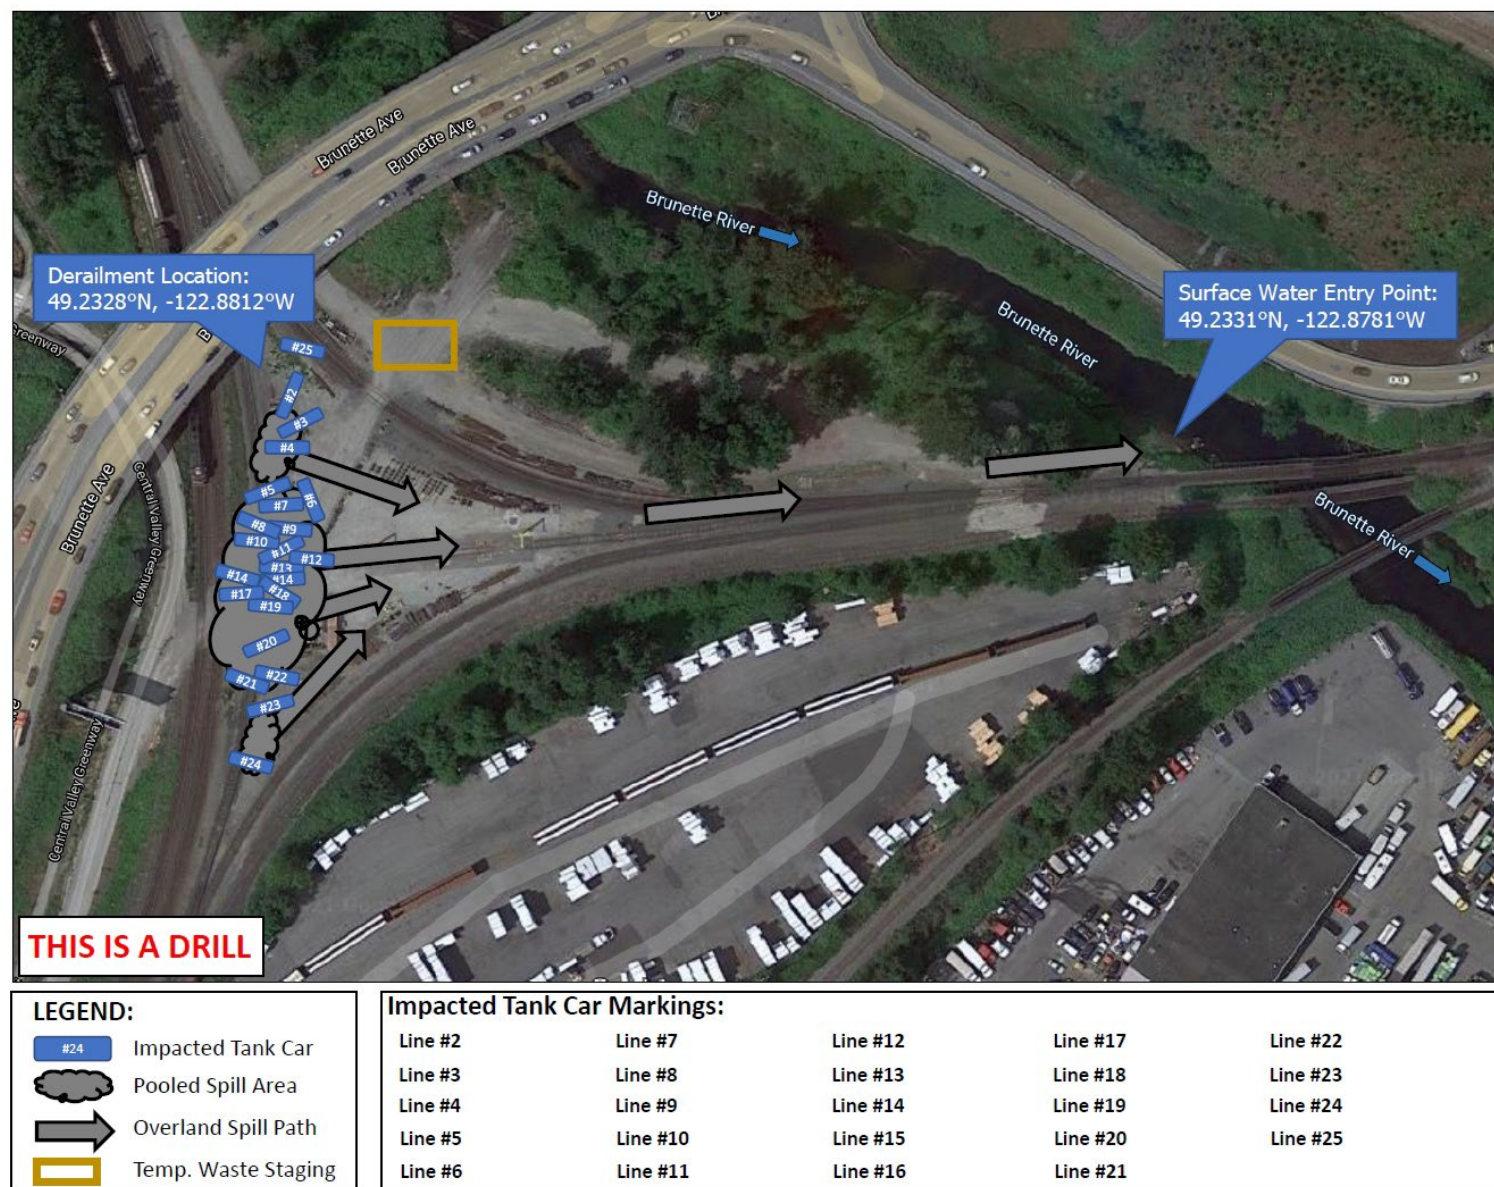 Brunette Ave
Brunette Ave
Brunette River
Derailment Location:
49.2328°N, -122.8812°W
Surface Water Entry Point:
49.2331°N, -122.8781°W
Brunette River
#25
#2
#3
#4
#5
#6
#7
#8
#9
#10
#11
#12
#13
#14
#14
#17
#18
#19
#20
#21
#22
#23
#24
Brunette Ave
Central Valley Greenway
Central Valley Greenway
Brunette River
THIS IS A DRILL
LEGEND:
#24 Impacted Tank Car
Pooled Spill Area
Overland Spill Path
Temp. Waste Staging
Impacted Tank Car Markings:
Line #2 Line #7 Line #12 Line #17 Line #22
Line #3 Line #8 Line #13 Line #18 Line #23
Line #4 Line #9 Line #14 Line #19 Line #24
Line #5 Line #10 Line #15 Line #20 Line #25
Line #6 Line #11 Line #16 Line #21